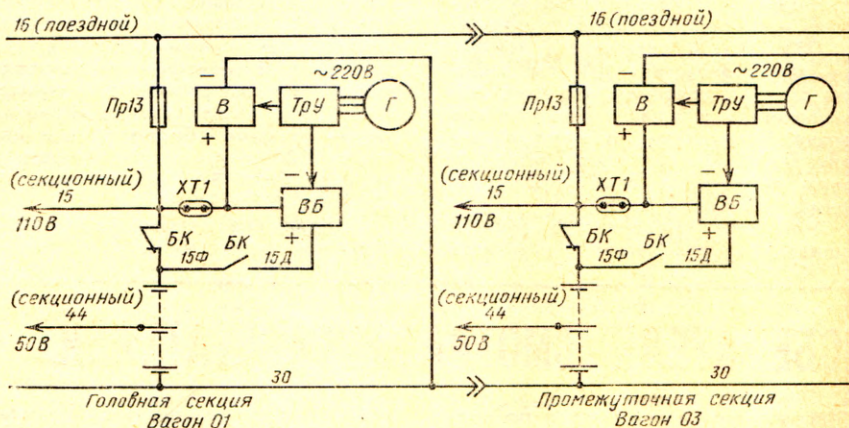 16 (поездной)
16 (поездной)
Пр13
−
В
+
ТрУ
~220В
Г
Пр13
−
В
+
ТрУ
~220В
Г
(секционный)
15
110В
ХТ1
−
ВБ
+
БК
15Ф
БК
15Д
(секционный)
15
110В
ХТ1
−
ВБ
+
БК
15Ф
БК
15Д
(секционный)
44
50В
(секционный)
44
50В
30
30
Головная секция
Вагон 01
Промежуточная секция
Вагон 03